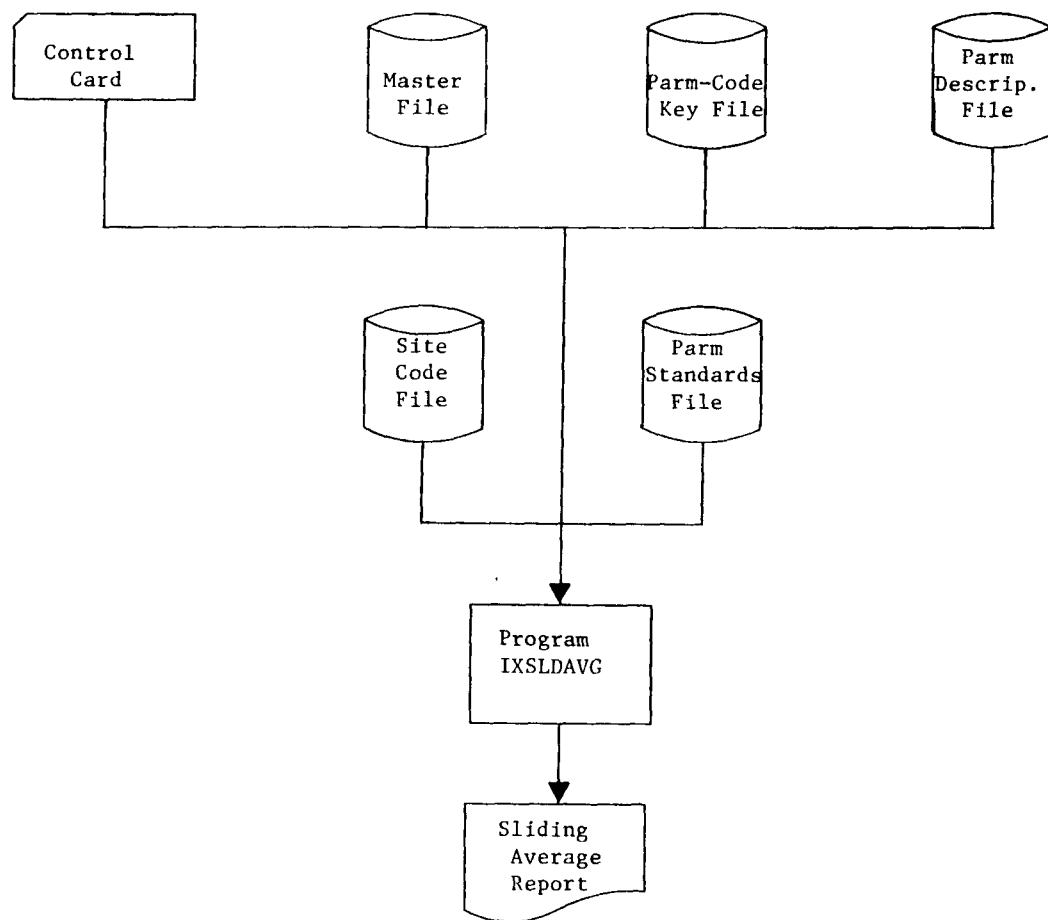 Control
Card
Master
File
Parm-Code
Key File
Parm
Descrip.
File
Site
Code
File
Parm
Standards
File
Program
IXSLDAVG
Sliding
Average
Report